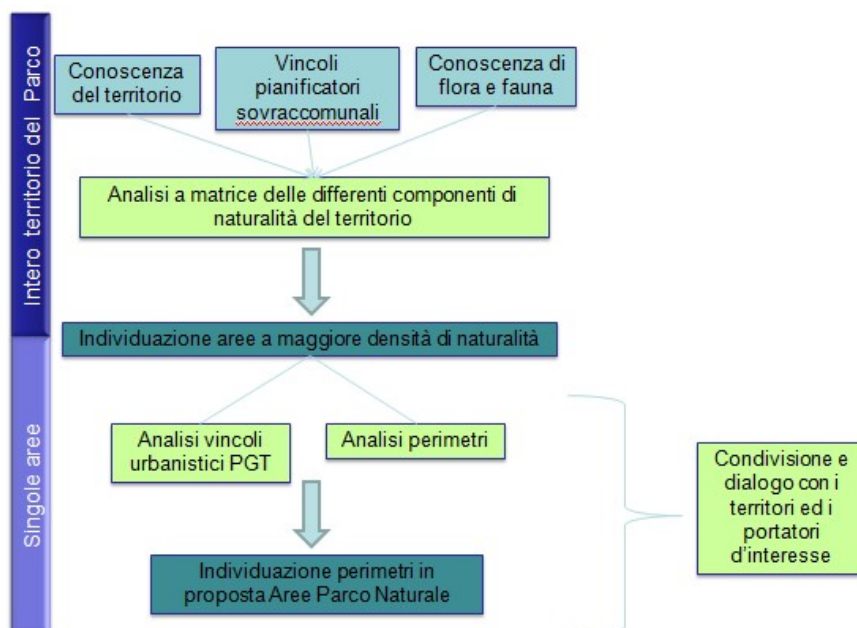 Intero territorio del Parco
Conoscenza
del territorio
Vincoli
pianificatori
sovraccomunali
Conoscenza di
flora e fauna
Analisi a matrice delle differenti componenti di
naturalità del territorio
Individuazione aree a maggiore densità di naturalità
Singole aree
Analisi vincoli
urbanistici PGT
Analisi perimetri
Condivisione e
dialogo con i
territori ed i
portatori
d'interesse
Individuazione perimetri in
proposta Aree Parco Naturale